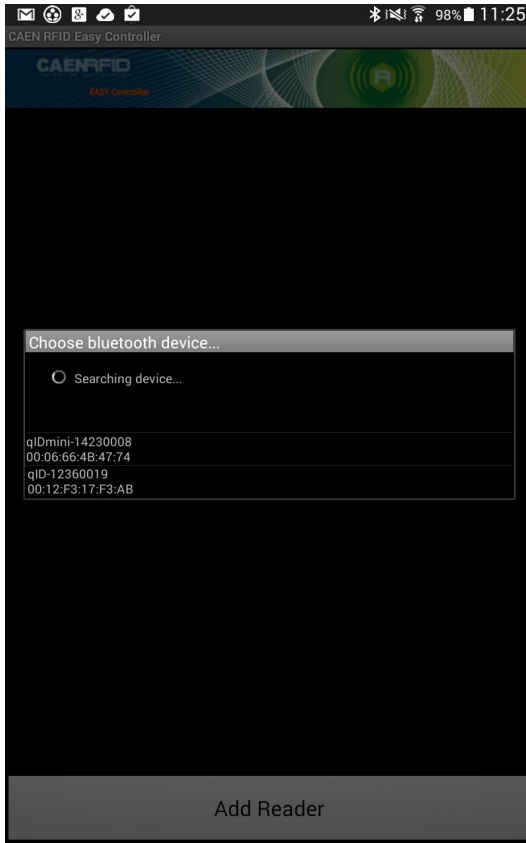 98% 11:25
CAEN RFID Easy Controller
CAENRFID
EASY Controller
Choose bluetooth device...
Searching device...
qIDmini-14230008
00:06:66:4B:47:74
qID-12360019
00:12:F3:17:F3:AB
Add Reader